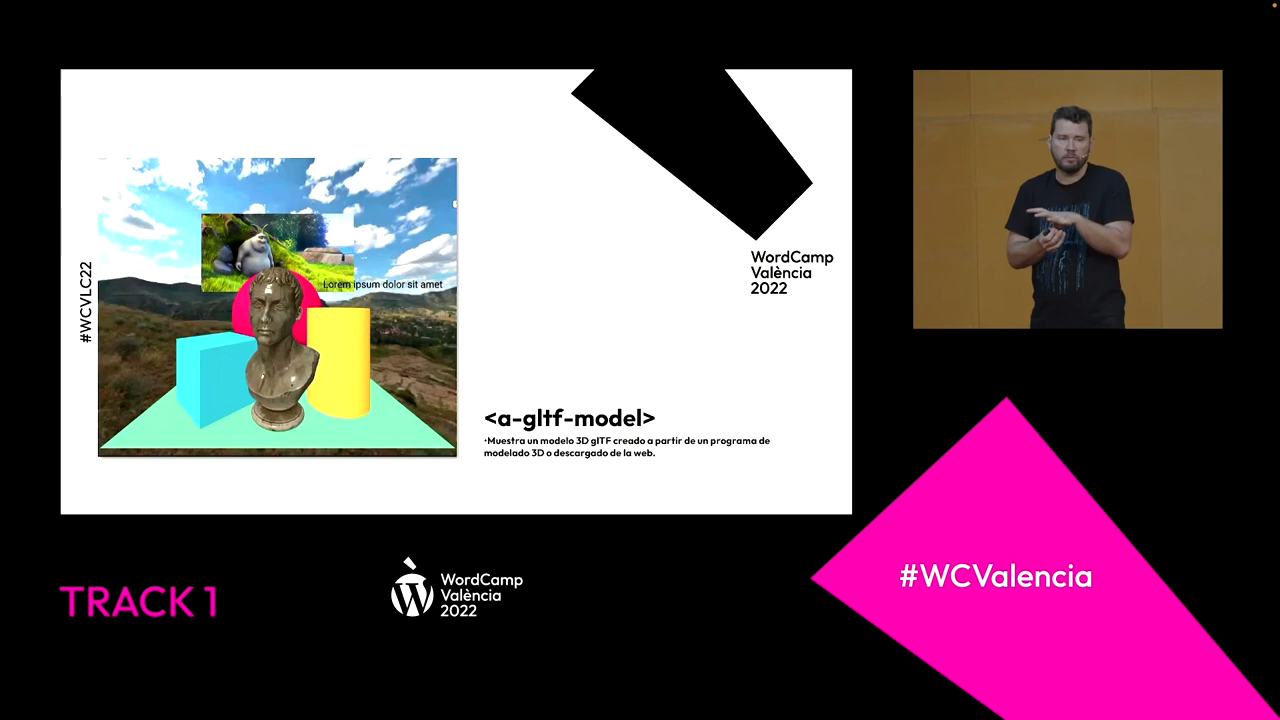 #WCVLC22
Lorem ipsum dolor sit amet
WordCamp
València
2022
<a-gltf-model>
•Muestra un modelo 3D glTF creado a partir de un programa de
modelado 3D o descargado de la web.
TRACK 1
WordCamp
València
2022
#WCValencia